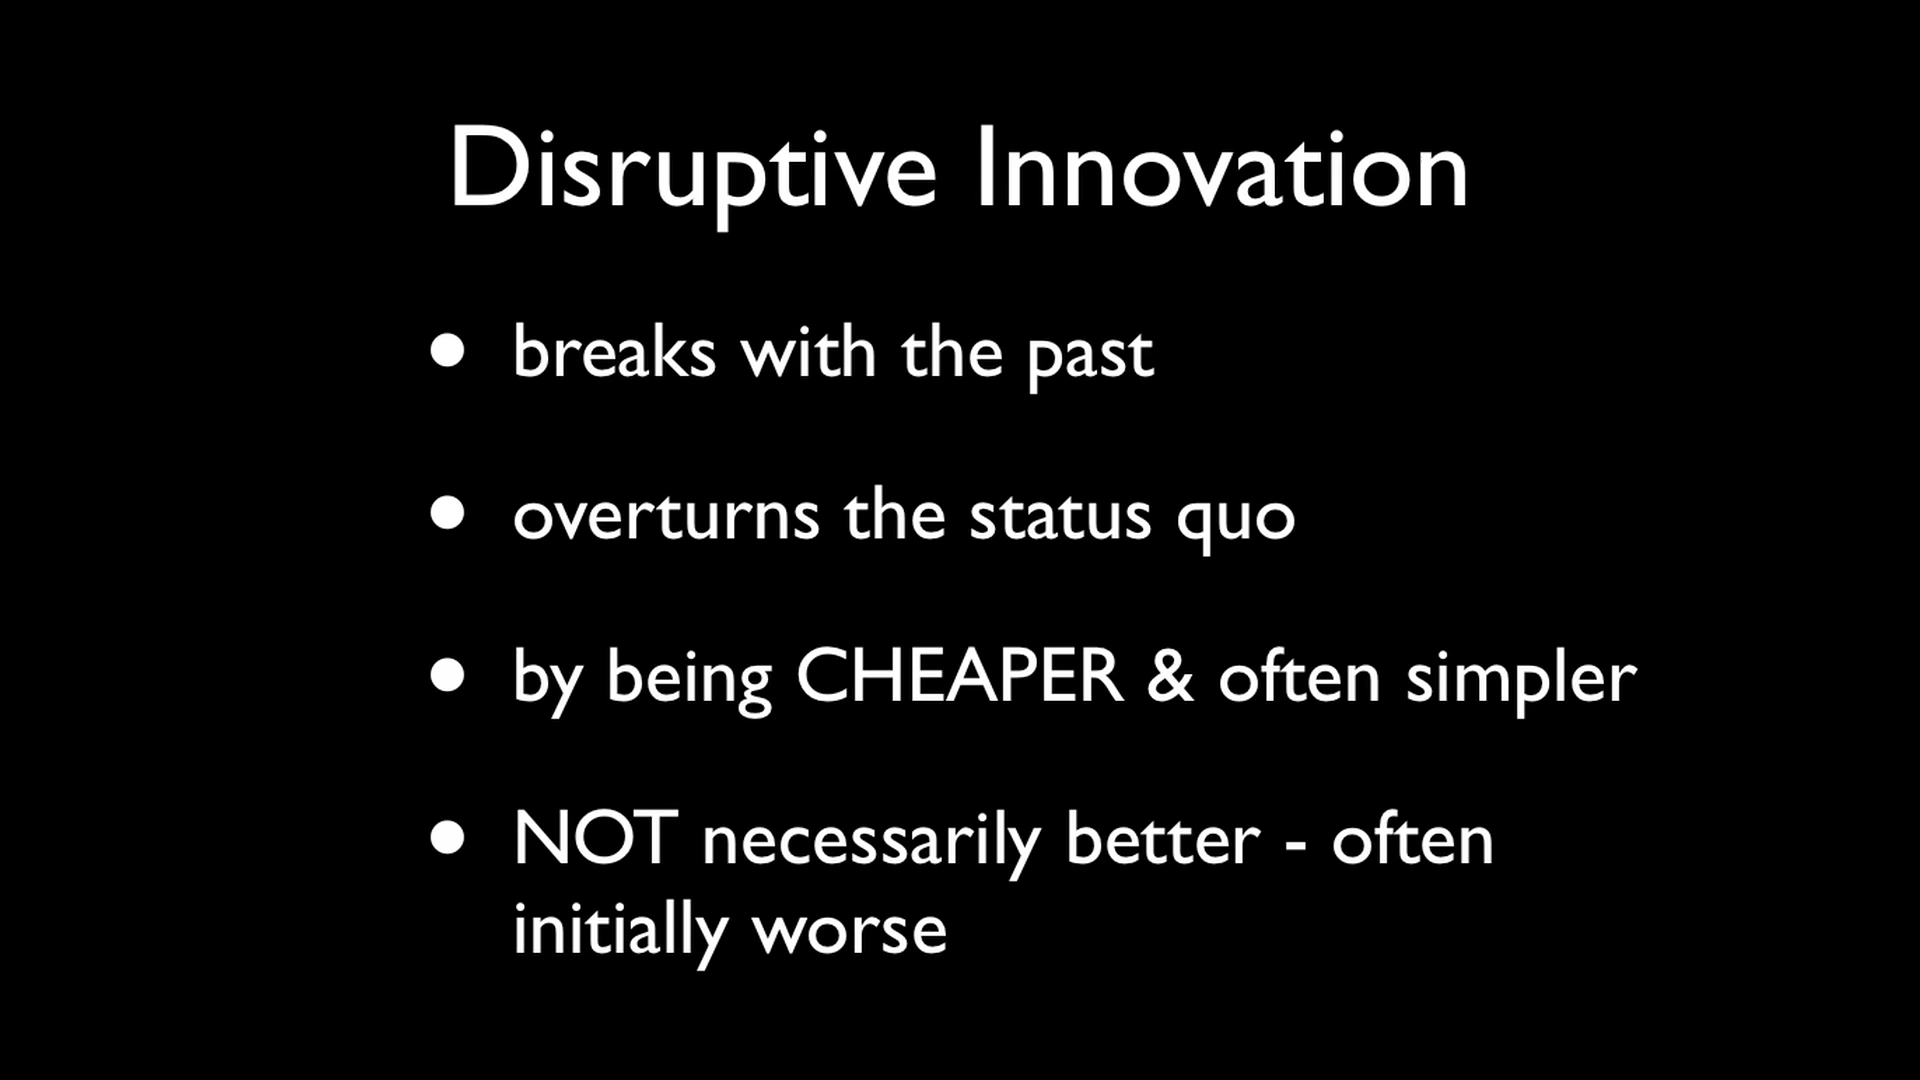 Disruptive Innovation
• breaks with the past
• overturns the status quo
• by being CHEAPER & often simpler
• NOT necessarily better - often
initially worse